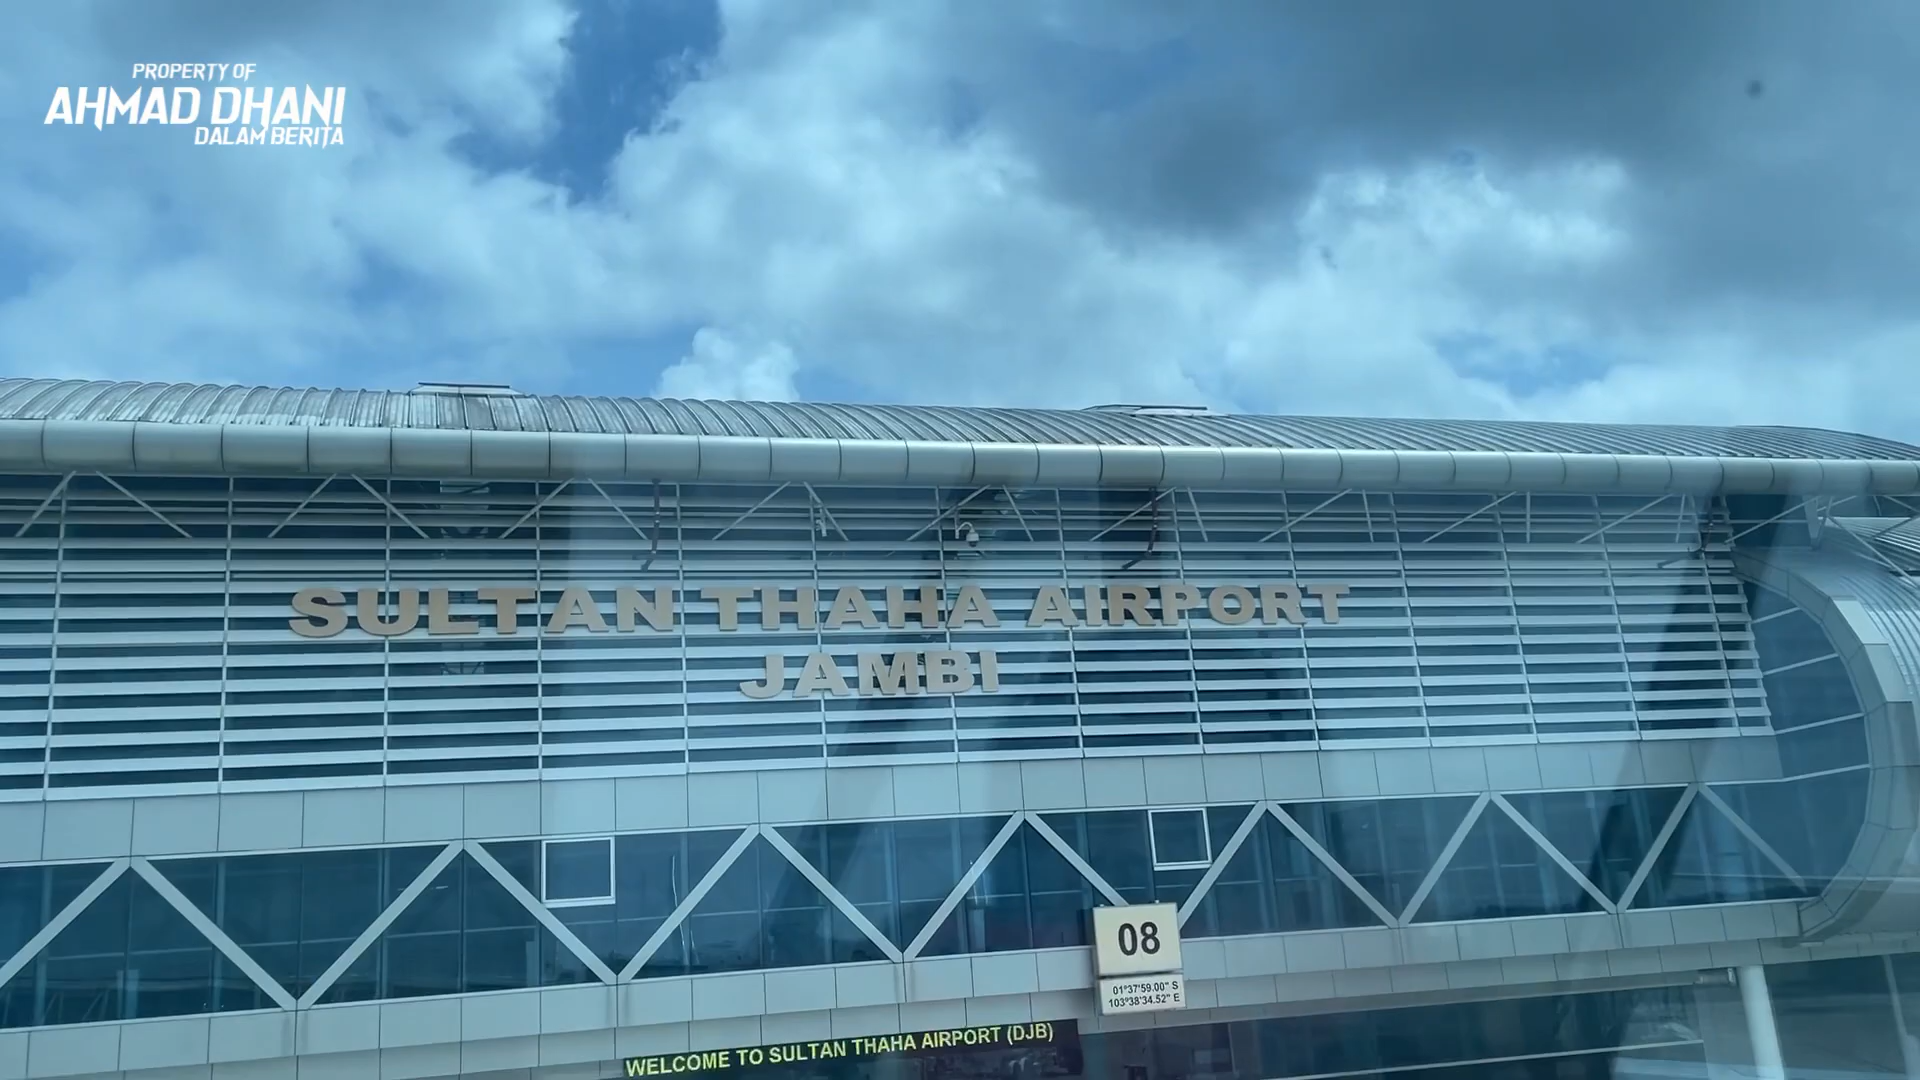 PROPERTY OF
AHMAD DHANI
DALAM BERITA
SULTAN THAHA AIRPORT
JAMBI
08
01°37'59.00" S
103°38'34.52" E
WELCOME TO SULTAN THAHA AIRPORT (DJB)